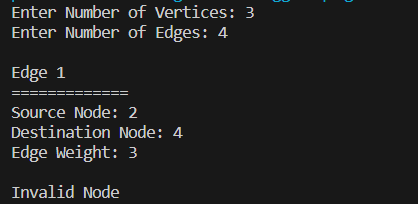 Enter Number of Vertices: 3
Enter Number of Edges: 4
Edge 1
=============
Source Node: 2
Destination Node: 4
Edge Weight: 3
Invalid Node